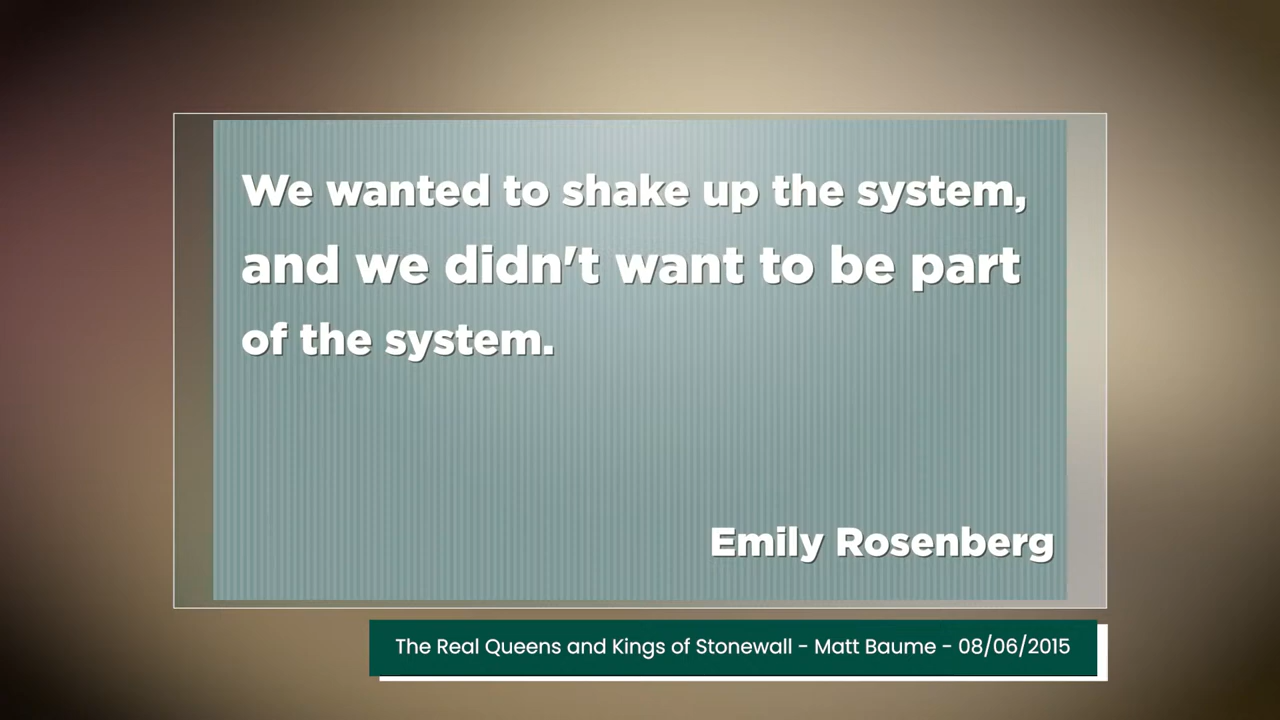 We wanted to shake up the system,
and we didn't want to be part
of the system.
Emily Rosenberg
The Real Queens and Kings of Stonewall - Matt Baume - 08/06/2015